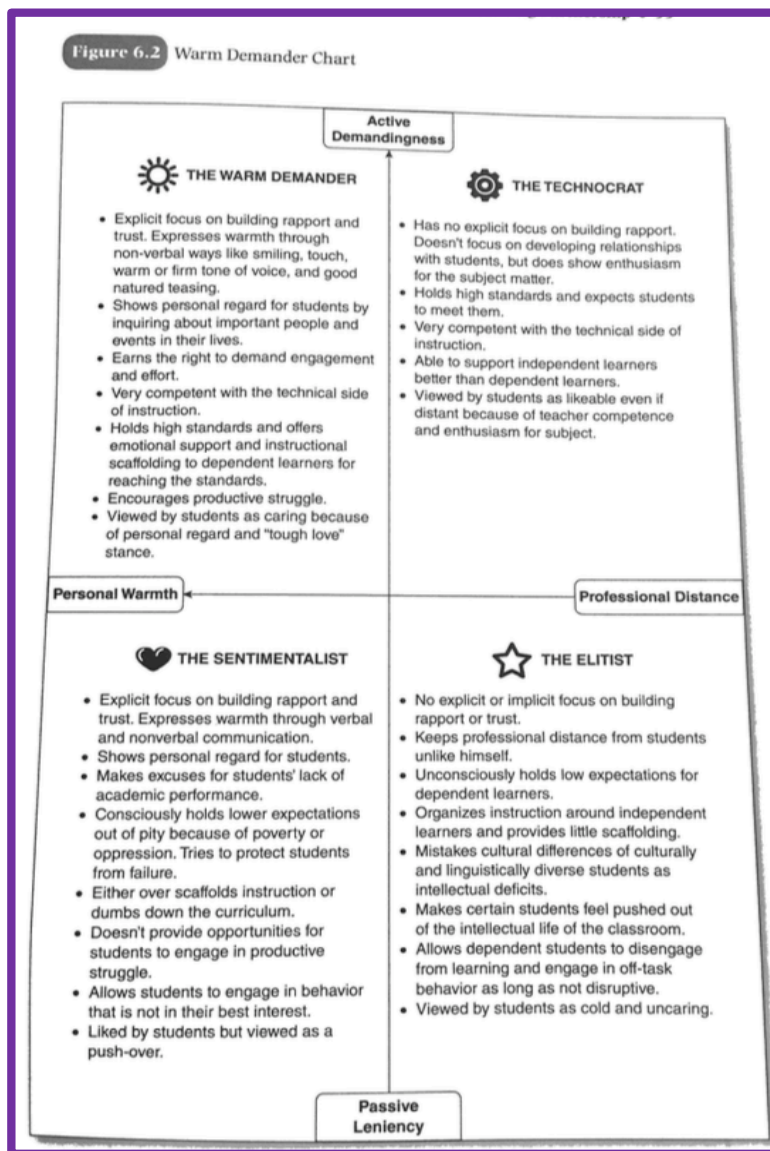 Figure 6.2 Warm Demander Chart
Active
Demandingness
THE WARM DEMANDER
• Explicit focus on building rapport and
trust. Expresses warmth through
non-verbal ways like smiling, touch,
warm or firm tone of voice, and good
natured teasing.
• Shows personal regard for students by
inquiring about important people and
events in their lives.
• Earns the right to demand engagement
and effort.
• Very competent with the technical side
of instruction.
• Holds high standards and offers
emotional support and instructional
scaffolding to dependent learners for
reaching the standards.
• Encourages productive struggle.
• Viewed by students as caring because
of personal regard and "tough love"
stance.
THE TECHNOCRAT
• Has no explicit focus on building rapport.
Doesn't focus on developing relationships
with students, but does show enthusiasm
for the subject matter.
• Holds high standards and expects students
to meet them.
• Very competent with the technical side of
instruction.
• Able to support independent learners
better than dependent learners.
• Viewed by students as likeable even if
distant because of teacher competence
and enthusiasm for subject.
Personal Warmth
Professional Distance
THE SENTIMENTALIST
• Explicit focus on building rapport and
trust. Expresses warmth through verbal
and nonverbal communication.
• Shows personal regard for students.
• Makes excuses for students' lack of
academic performance.
• Consciously holds lower expectations
out of pity because of poverty or
oppression. Tries to protect students
from failure.
• Either over scaffolds instruction or
dumbs down the curriculum.
• Doesn't provide opportunities for
students to engage in productive
struggle.
• Allows students to engage in behavior
that is not in their best interest.
• Liked by students but viewed as a
push-over.
THE ELITIST
• No explicit or implicit focus on building
rapport or trust.
• Keeps professional distance from students
unlike himself.
• Unconsciously holds low expectations for
dependent learners.
• Organizes instruction around independent
learners and provides little scaffolding.
• Mistakes cultural differences of culturally
and linguistically diverse students as
intellectual deficits.
• Makes certain students feel pushed out
of the intellectual life of the classroom.
• Allows dependent students to disengage
from learning and engage in off-task
behavior as long as not disruptive.
• Viewed by students as cold and uncaring.
Passive
Leniency